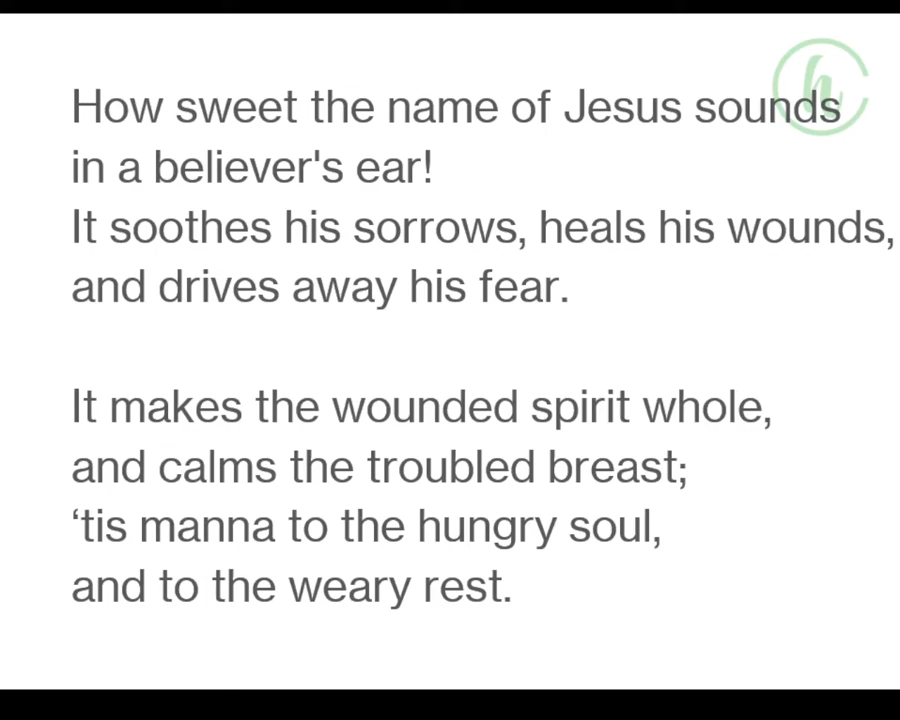 How sweet the name of Jesus sounds
in a believer's ear!
It soothes his sorrows, heals his wounds,
and drives away his fear.
It makes the wounded spirit whole,
and calms the troubled breast;
‘tis manna to the hungry soul,
and to the weary rest.